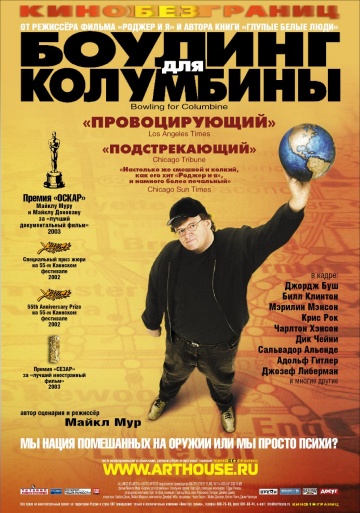 КИНО БЕЗ ГРАНИЦ
ОТ РЕЖИССЁРА ФИЛЬМА «РОДЖЕР И Я» И АВТОРА КНИГИ «ГЛУПЫЕ БЕЛЫЕ ЛЮДИ»
БОУЛИНГ
ДЛЯ
КОЛУМБИНЫ
Bowling for Columbine
«ПРОВОЦИРУЮЩИЙ»
Los Angeles Times
«ПОДСТРЕКАЮЩИЙ»
Chicago Tribune
«Настолько же смешной и колкий,
как его хит «Роджер и я»,
и намного более печальный»
Chicago Sun Times
Премия «ОСКАР»
Майклу Муру
и Майклу Доновану
за «лучший
документальный фильм»
2003
Специальный приз жюри
на 55-м Каннском
фестивале
2002
55th Anniversary Prize
на 55-м Каннском
фестивале
2002
Премия «СЕЗАР»
за «лучший иностранный
фильм»
2003
в кадре:
Джордж Буш
Билл Клинтон
Мэрилин Мэнсон
Крис Рок
Чарлтон Хэнсон
Дик Чейни
Сальвадор Альенде
Адольф Гитлер
Джозеф Либерман
и многие другие
автор сценария и режиссёр
Майкл Мур
МЫ НАЦИЯ ПОМЕШАННЫХ НА ОРУЖИИ ИЛИ МЫ ПРОСТО ПСИХИ?
WWW.ARTHOUSE.RU
КИНОБЕЗГРАНИЦ